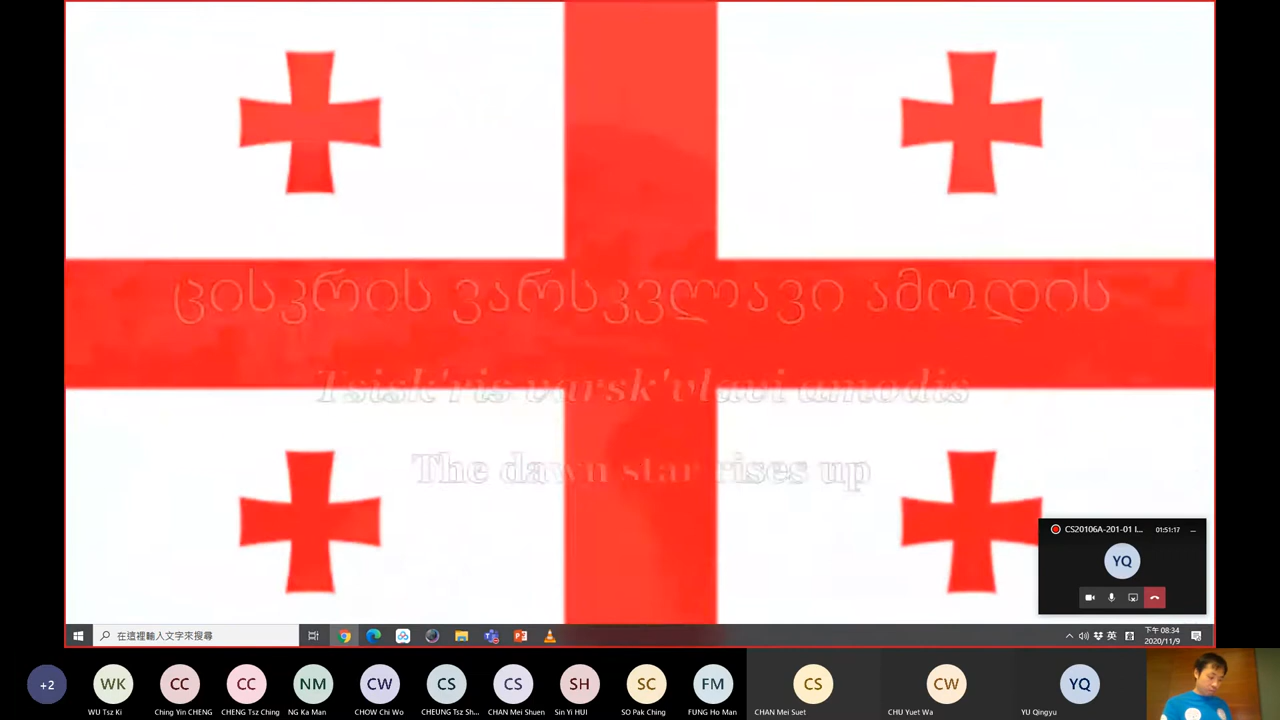 ცისკრის ვარსკვლავი ამოდის
Tsisk'ris varsk'vlavi amodis
The dawn star rises up
CS20106A-201-01 I...
01:51:17
YQ
在這裡輸入文字來搜尋
英
下午 08:34
2020/11/9
+2
WK
CC
CC
NM
CW
CS
CS
SH
SC
FM
CS
CW
YQ
WU Tsz Ki
Ching Yin CHENG
CHENG Tsz Ching
NG Ka Man
CHOW Chi Wo
CHEUNG Tsz Sh...
CHAN Mei Shuen
Sin Yi HUI
SO Pak Ching
FUNG Ho Man
CHAN Mei Suet
CHU Yuet Wa
YU Qingyu